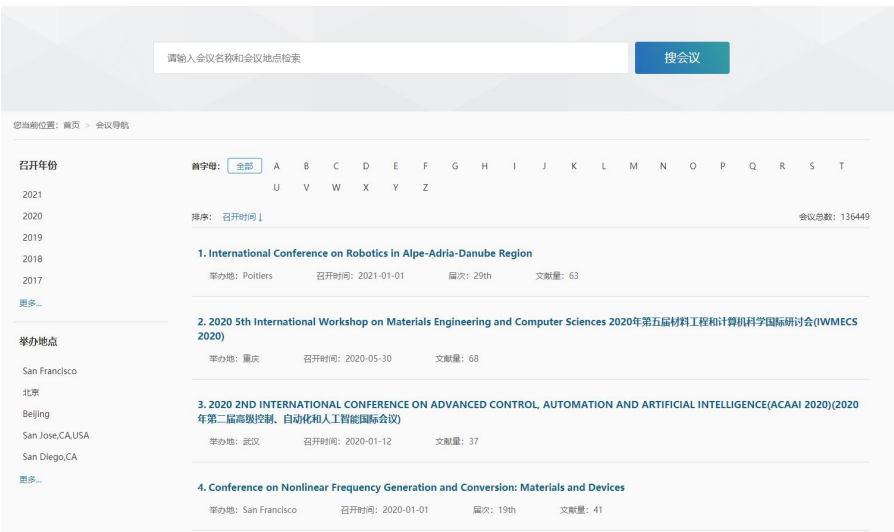 请输入会议名称和会议地点检索
搜会议
您当前位置：首页 > 会议导航
召开年份
2021
2020
2019
2018
2017
更多...
举办地点
San Francisco
北京
Beijing
San Jose,CA,USA
San Diego,CA
更多...
首字母： 全部 A B C D E F G H I J K L M N O P Q R S T
U V W X Y Z
排序： 召开时间↓ 会议总数：136449
1. International Conference on Robotics in Alpe-Adria-Danube Region
举办地：Poitiers 召开时间：2021-01-01 届次：29th 文献量：63
2. 2020 5th International Workshop on Materials Engineering and Computer Sciences 2020年第五届材料工程和计算机科学国际研讨会(IWMECS
2020)
举办地：重庆 召开时间：2020-05-30 文献量：68
3. 2020 2ND INTERNATIONAL CONFERENCE ON ADVANCED CONTROL, AUTOMATION AND ARTIFICIAL INTELLIGENCE(ACAAI 2020)(2020
年第二届高级控制、自动化和人工智能国际会议)
举办地：武汉 召开时间：2020-01-12 文献量：37
4. Conference on Nonlinear Frequency Generation and Conversion: Materials and Devices
举办地：San Francisco 召开时间：2020-01-01 届次：19th 文献量：41